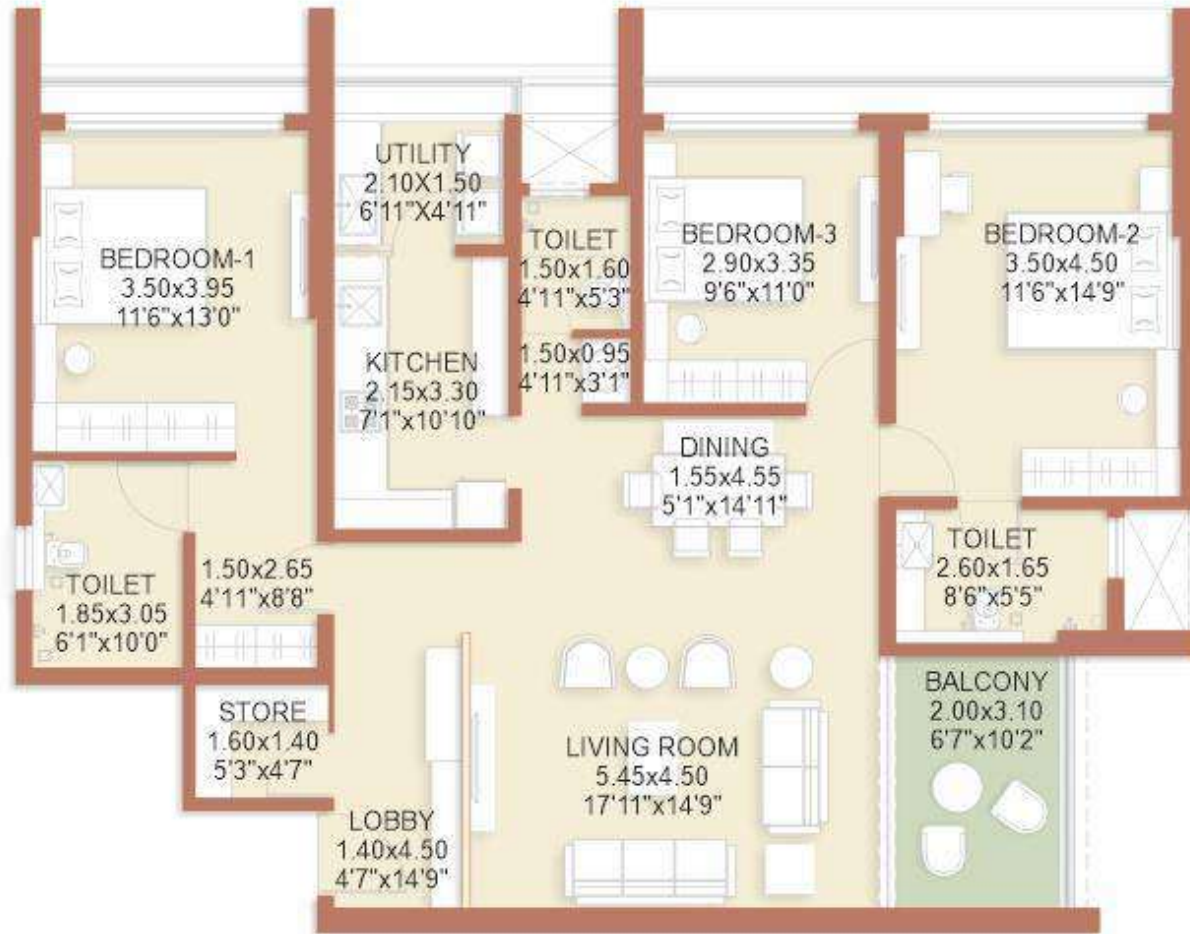 UTILITY
2.10X1.50
6'11"X4'11"
BEDROOM-1
3.50x3.95
11'6"x13'0"
TOILET
1.50x1.60
4'11"x5'3"
BEDROOM-3
2.90x3.35
9'6"x11'0"
BEDROOM-2
3.50x4.50
11'6"x14'9"
KITCHEN
2.15x3.30
7'1"x10'10"
1.50x0.95
4'11"x3'1"
DINING
1.55x4.55
5'1"x14'11"
TOILET
1.85x3.05
6'1"x10'0"
1.50x2.65
4'11"x8'8"
TOILET
2.60x1.65
8'6"x5'5"
STORE
1.60x1.40
5'3"x4'7"
LIVING ROOM
5.45x4.50
17'11"x14'9"
BALCONY
2.00x3.10
6'7"x10'2"
LOBBY
1.40x4.50
4'7"x14'9"